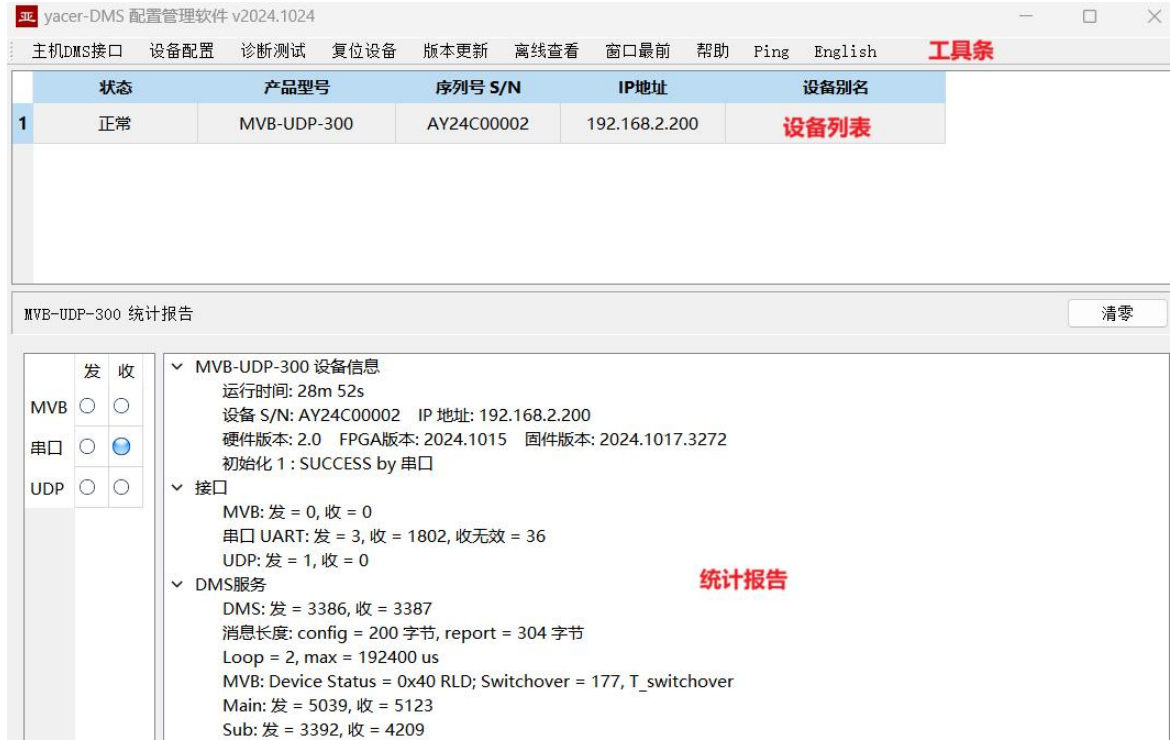 亚 yacer-DMS 配置管理软件 v2024.1024
主机DMS接口 设备配置 诊断测试 复位设备 版本更新 离线查看 窗口最前 帮助 Ping English 工具条
状态 产品型号 序列号 S/N IP地址 设备别名
1 正常 MVB-UDP-300 AY24C00002 192.168.2.200 设备列表
MVB-UDP-300 统计报告 清零
发 收
MVB
串口
UDP
MVB-UDP-300 设备信息
运行时间: 28m 52s
设备 S/N: AY24C00002 IP 地址: 192.168.2.200
硬件版本: 2.0 FPGA版本: 2024.1015 固件版本: 2024.1017.3272
初始化 1 : SUCCESS by 串口
接口
MVB: 发 = 0, 收 = 0
串口 UART: 发 = 3, 收 = 1802, 收无效 = 36
UDP: 发 = 1, 收 = 0
统计报告
DMS服务
DMS: 发 = 3386, 收 = 3387
消息长度: config = 200 字节, report = 304 字节
Loop = 2, max = 192400 us
MVB: Device Status = 0x40 RLD; Switchover = 177, T_switchover
Main: 发 = 5039, 收 = 5123
Sub: 发 = 3392, 收 = 4209